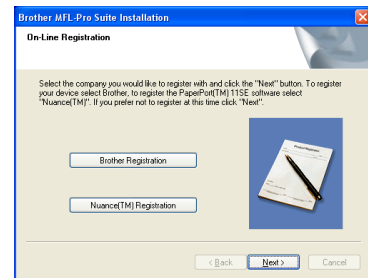 Brother MFL-Pro Suite Installation
On-Line Registration
Select the company you would like to register with and click the "Next" button. To register
your device select Brother, to register the PaperPort(TM) 11SE software select
"Nuance(TM)". If you prefer not to register at this time click "Next".
Product Registration
Brother Registration
Nuance(TM) Registration
< Back
Next >
Cancel